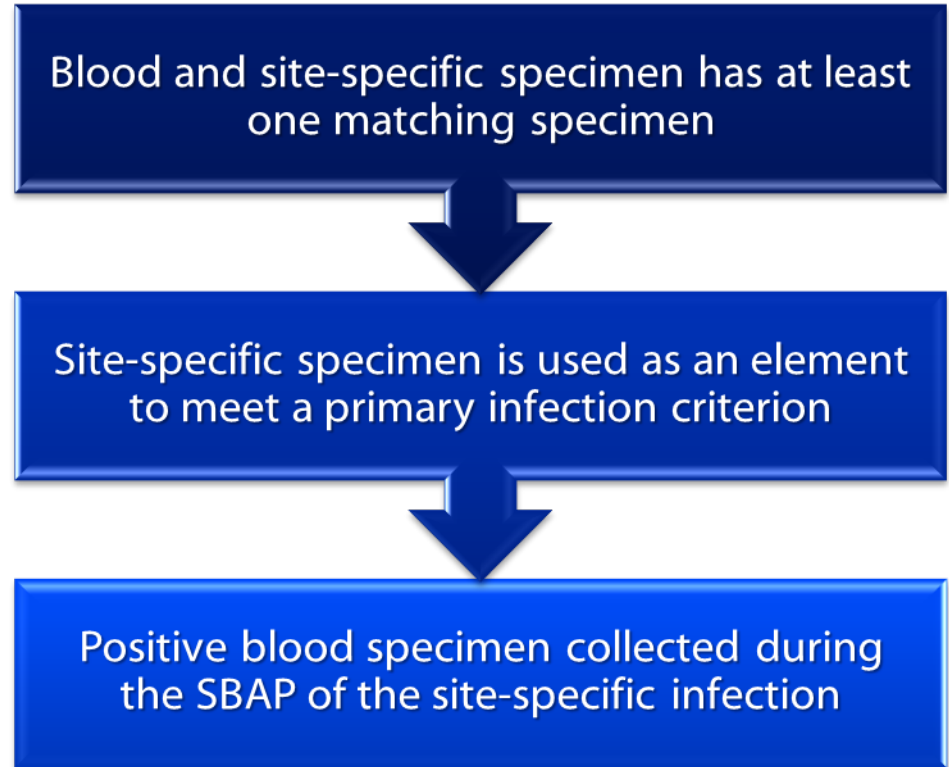 Blood and site-specific specimen has at least
one matching specimen
Site-specific specimen is used as an element
to meet a primary infection criterion
Positive blood specimen collected during
the SBAP of the site-specific infection